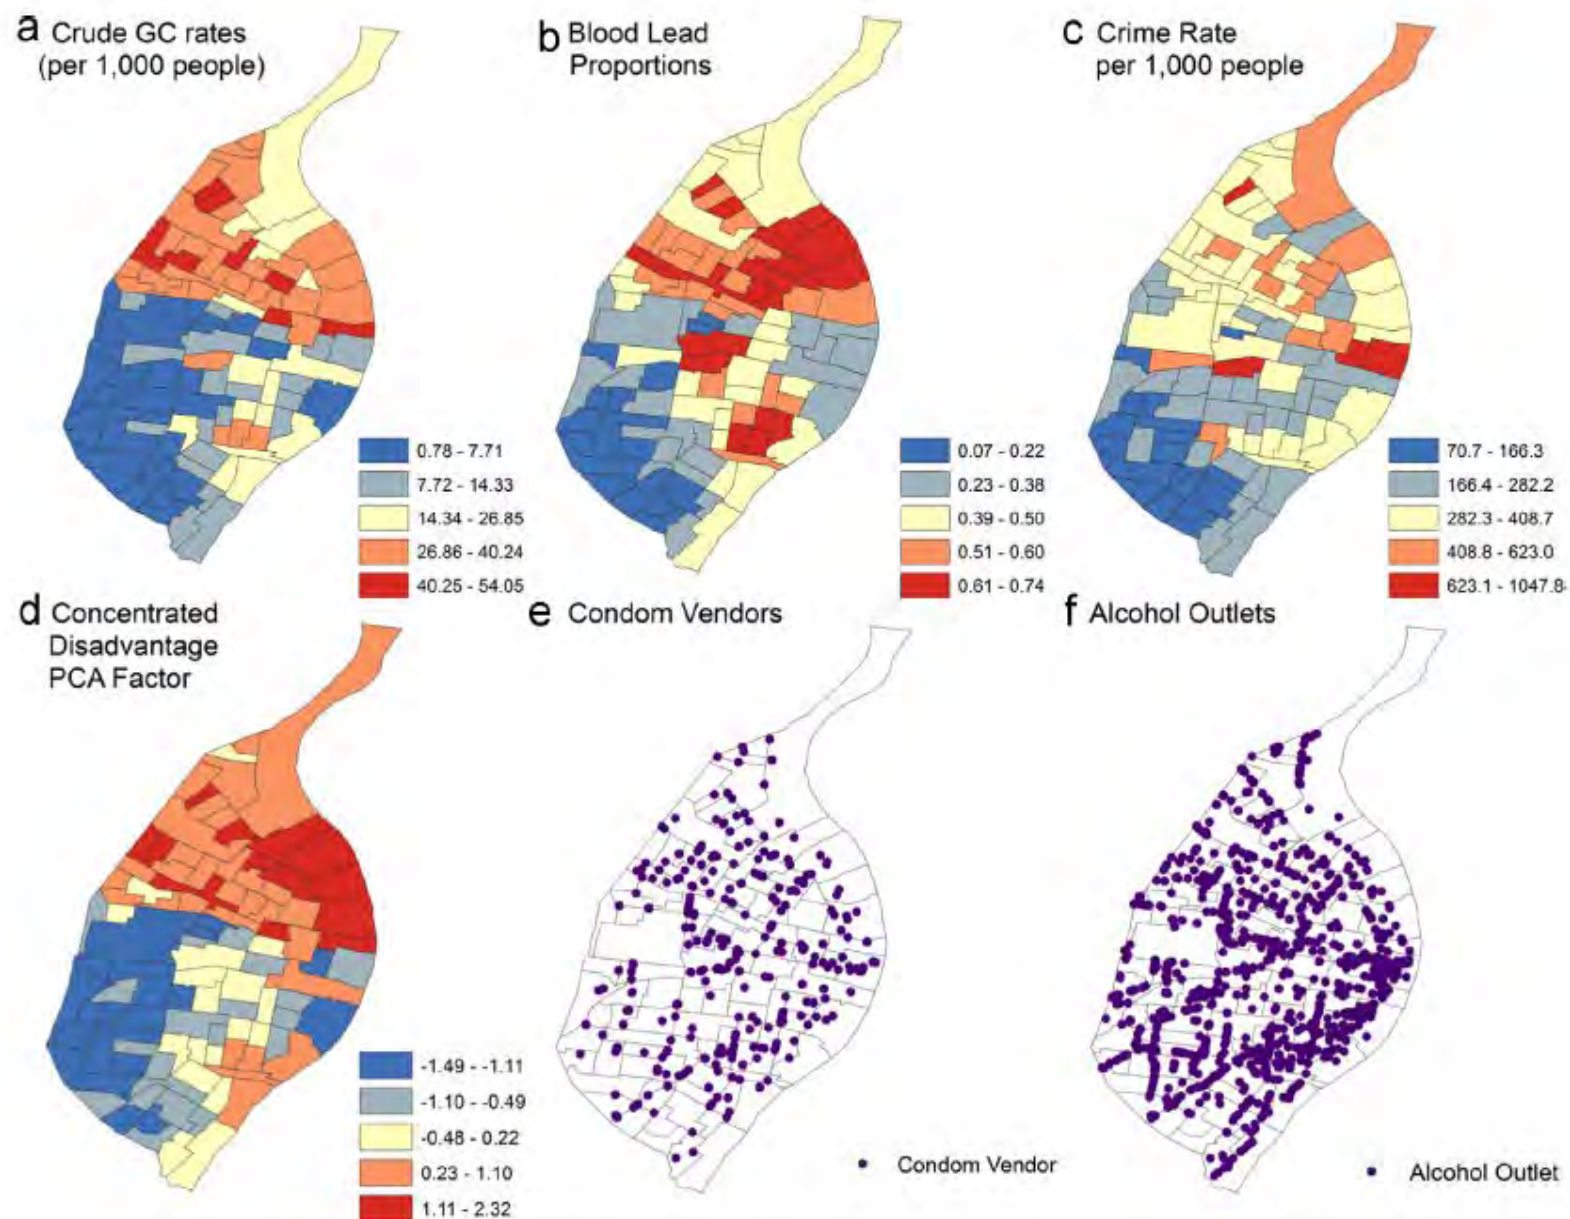 a Crude GC rates
(per 1,000 people)
b Blood Lead
Proportions
c Crime Rate
per 1,000 people
0.78 - 7.71
7.72 - 14.33
14.34 - 26.85
26.86 - 40.24
40.25 - 54.05
0.07 - 0.22
0.23 - 0.38
0.39 - 0.50
0.51 - 0.60
0.61 - 0.74
70.7 - 166.3
166.4 - 282.2
282.3 - 408.7
408.8 - 623.0
623.1 - 1047.8
d Concentrated
Disadvantage
PCA Factor
e Condom Vendors
f Alcohol Outlets
-1.49 - -1.11
-1.10 - -0.49
-0.48 - 0.22
0.23 - 1.10
1.11 - 2.32
Condom Vendor
Alcohol Outlet